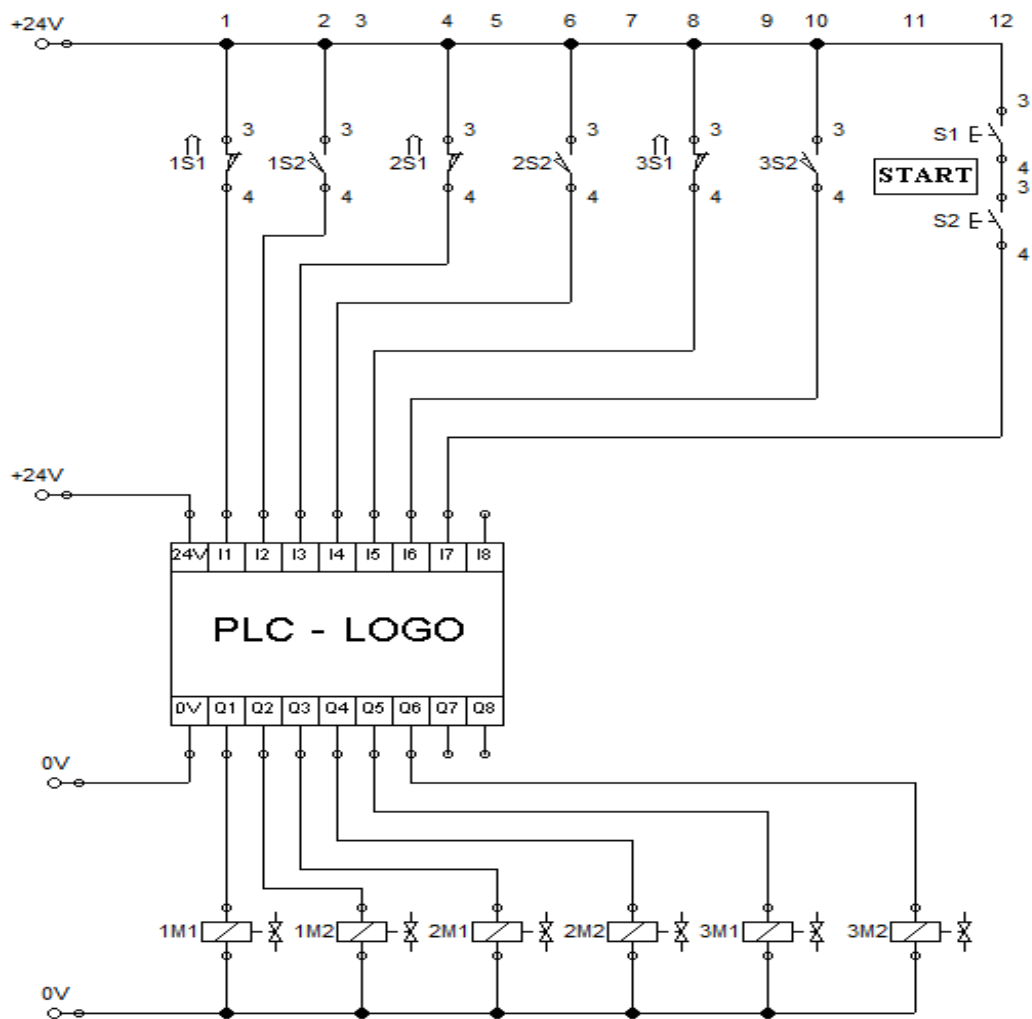 +24V 1 2 3 4 5 6 7 8 9 10 11 12
3
3 3 3 3 3 3
S1
1S1 1S2 2S1 2S2 3S1 3S2
4
START
3
4 4 4 4 4 4
S2
4
+24V
24V I1 I2 I3 I4 I5 I6 I7 I8
PLC - LOGO
0V Q1 Q2 Q3 Q4 Q5 Q6 Q7 Q8
0V
1M1 1M2 2M1 2M2 3M1 3M2
0V